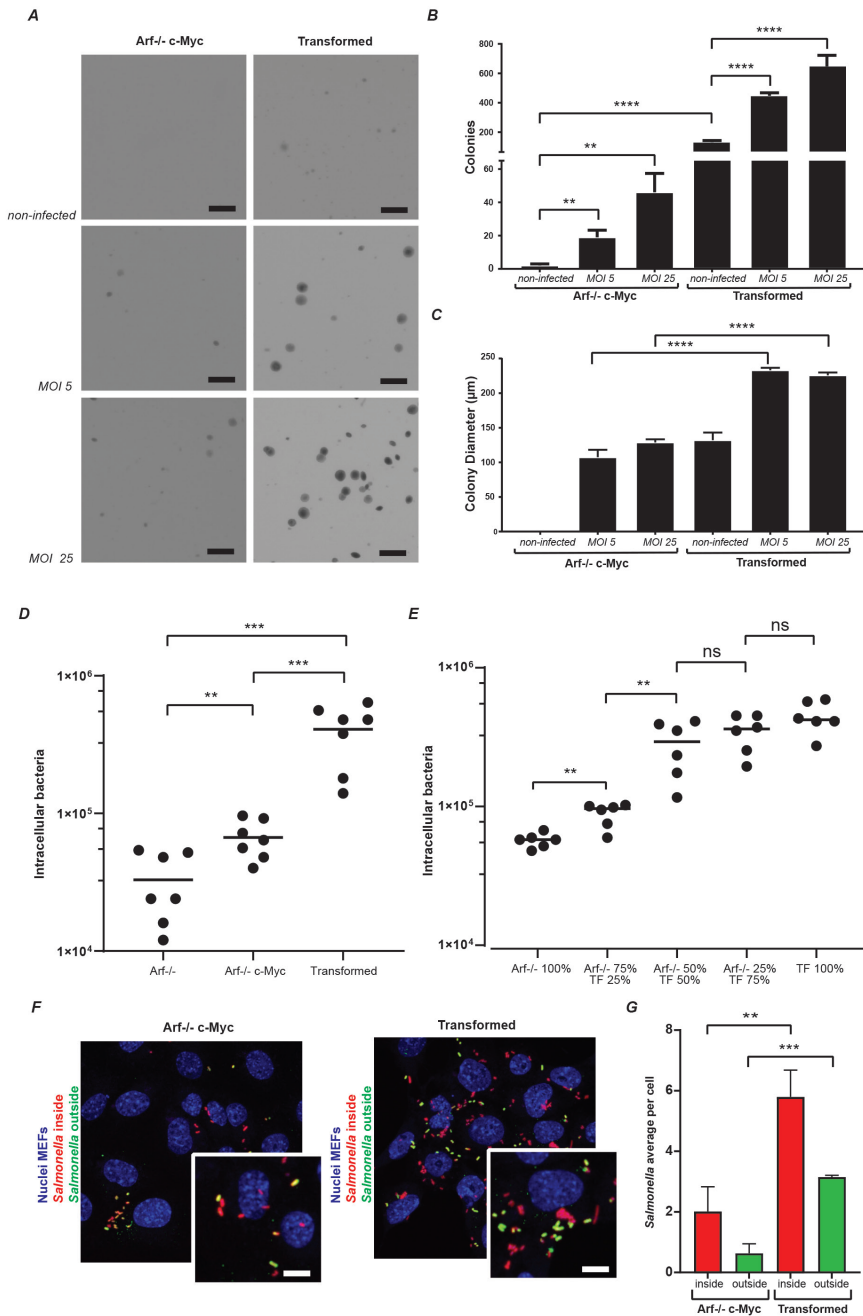 A
Arf-/- c-Myc
Transformed
non-infected
MOI 5
MOI 25
B
Colonies
800
600
400
200
60
40
20
0
****
****
****
**
**
non-infected
MOI 5
MOI 25
non-infected
MOI 5
MOI 25
Arf-/- c-Myc
Transformed
C
Colony Diameter (µm)
250
200
150
100
50
0
****
****
non-infected
MOI 5
MOI 25
non-infected
MOI 5
MOI 25
Arf-/- c-Myc
Transformed
D
Intracellular bacteria
1×10⁶
1×10⁵
1×10⁴
***
***
**
Arf-/-
Arf-/- c-Myc
Transformed
E
Intracellular bacteria
1×10⁶
1×10⁵
1×10⁴
ns
ns
**
**
Arf-/- 100%
Arf-/- 75%
TF 25%
Arf-/- 50%
TF 50%
Arf-/- 25%
TF 75%
TF 100%
F
Arf-/- c-Myc
Transformed
Nuclei MEFs
Salmonella inside
Salmonella outside
Nuclei MEFs
Salmonella inside
Salmonella outside
G
Salmonella average per cell
8
6
4
2
0
**
***
inside
outside
inside
outside
Arf-/- c-Myc
Transformed